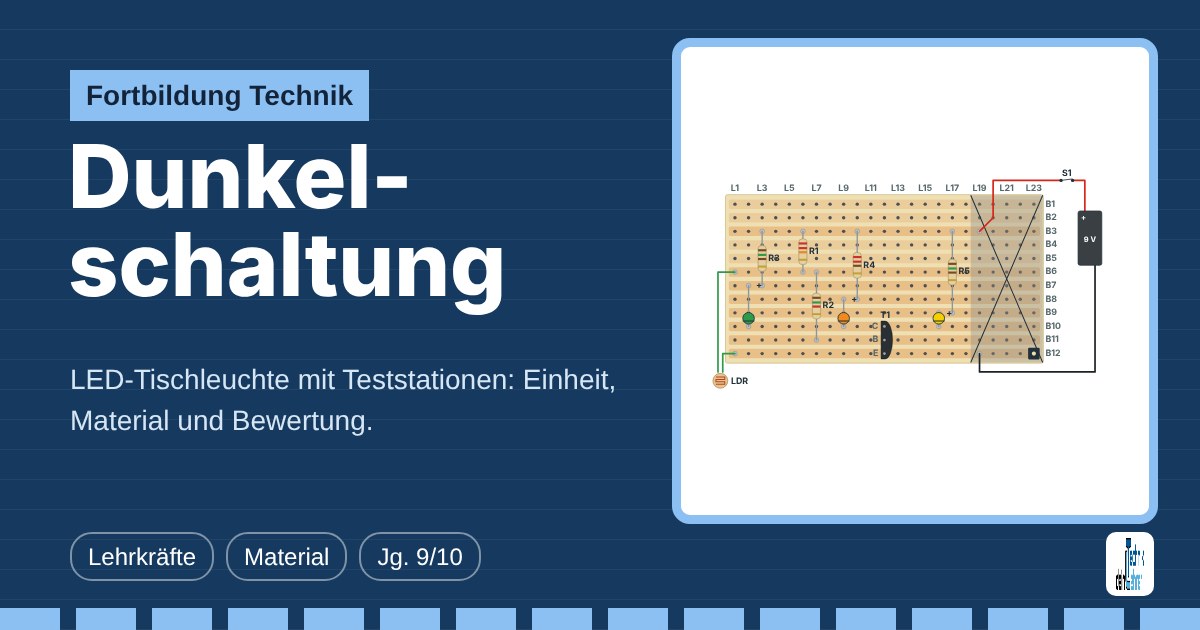 Fortbildung Technik
Dunkel-
schaltung
LED-Tischleuchte mit Teststationen: Einheit,
Material und Bewertung.
Lehrkräfte
Material
Jg. 9/10
S1
L1 L3 L5 L7 L9 L11 L13 L15 L17 L19 L21 L23
B1
B2
B3
B4
B5
B6
B7
B8
B9
B10
B11
B12
+
9 V
R1
R4
R2
+
+
+
T1
C
B
E
LDR